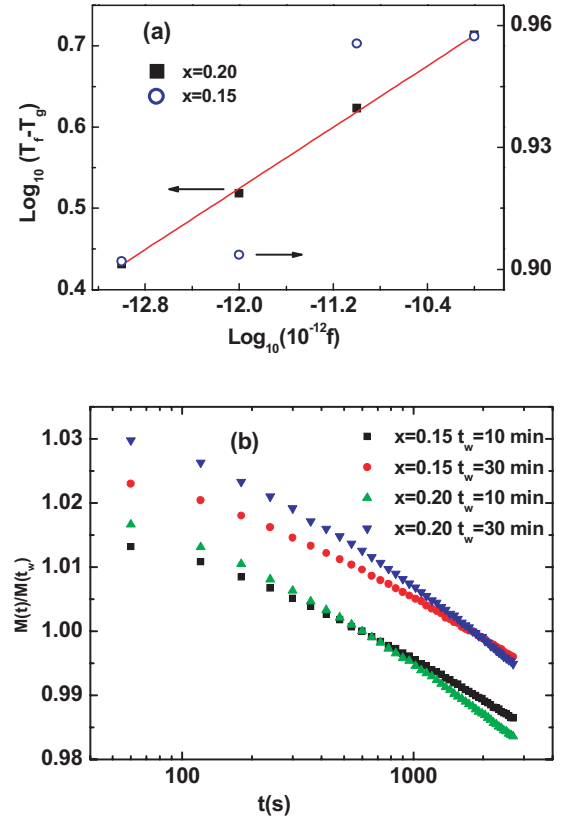 (a)
x=0.20
x=0.15
Log10 (Tf-Tg)
0.7
0.6
0.5
0.4
0.96
0.93
0.90
-12.8 -12.0 -11.2 -10.4
Log10(10-12f)
(b)
x=0.15 tw=10 min
x=0.15 tw=30 min
x=0.20 tw=10 min
x=0.20 tw=30 min
M(t)/M(tw)
1.03
1.02
1.01
1.00
0.99
0.98
100 1000
t(s)